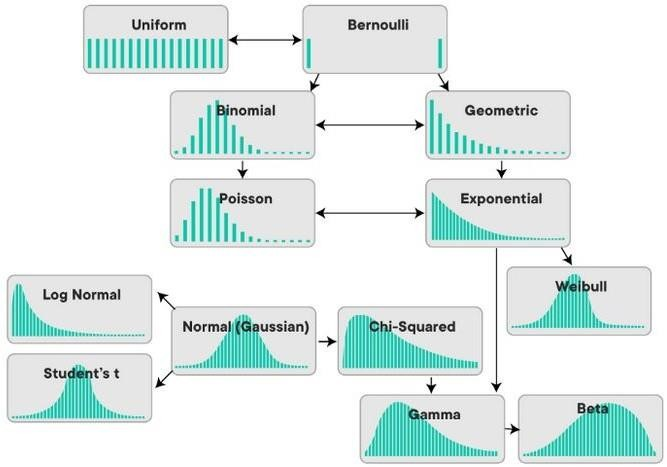 Uniform
Bernoulli
Binomial
Geometric
Poisson
Exponential
Log Normal
Normal (Gaussian)
Chi-Squared
Weibull
Student's t
Gamma
Beta